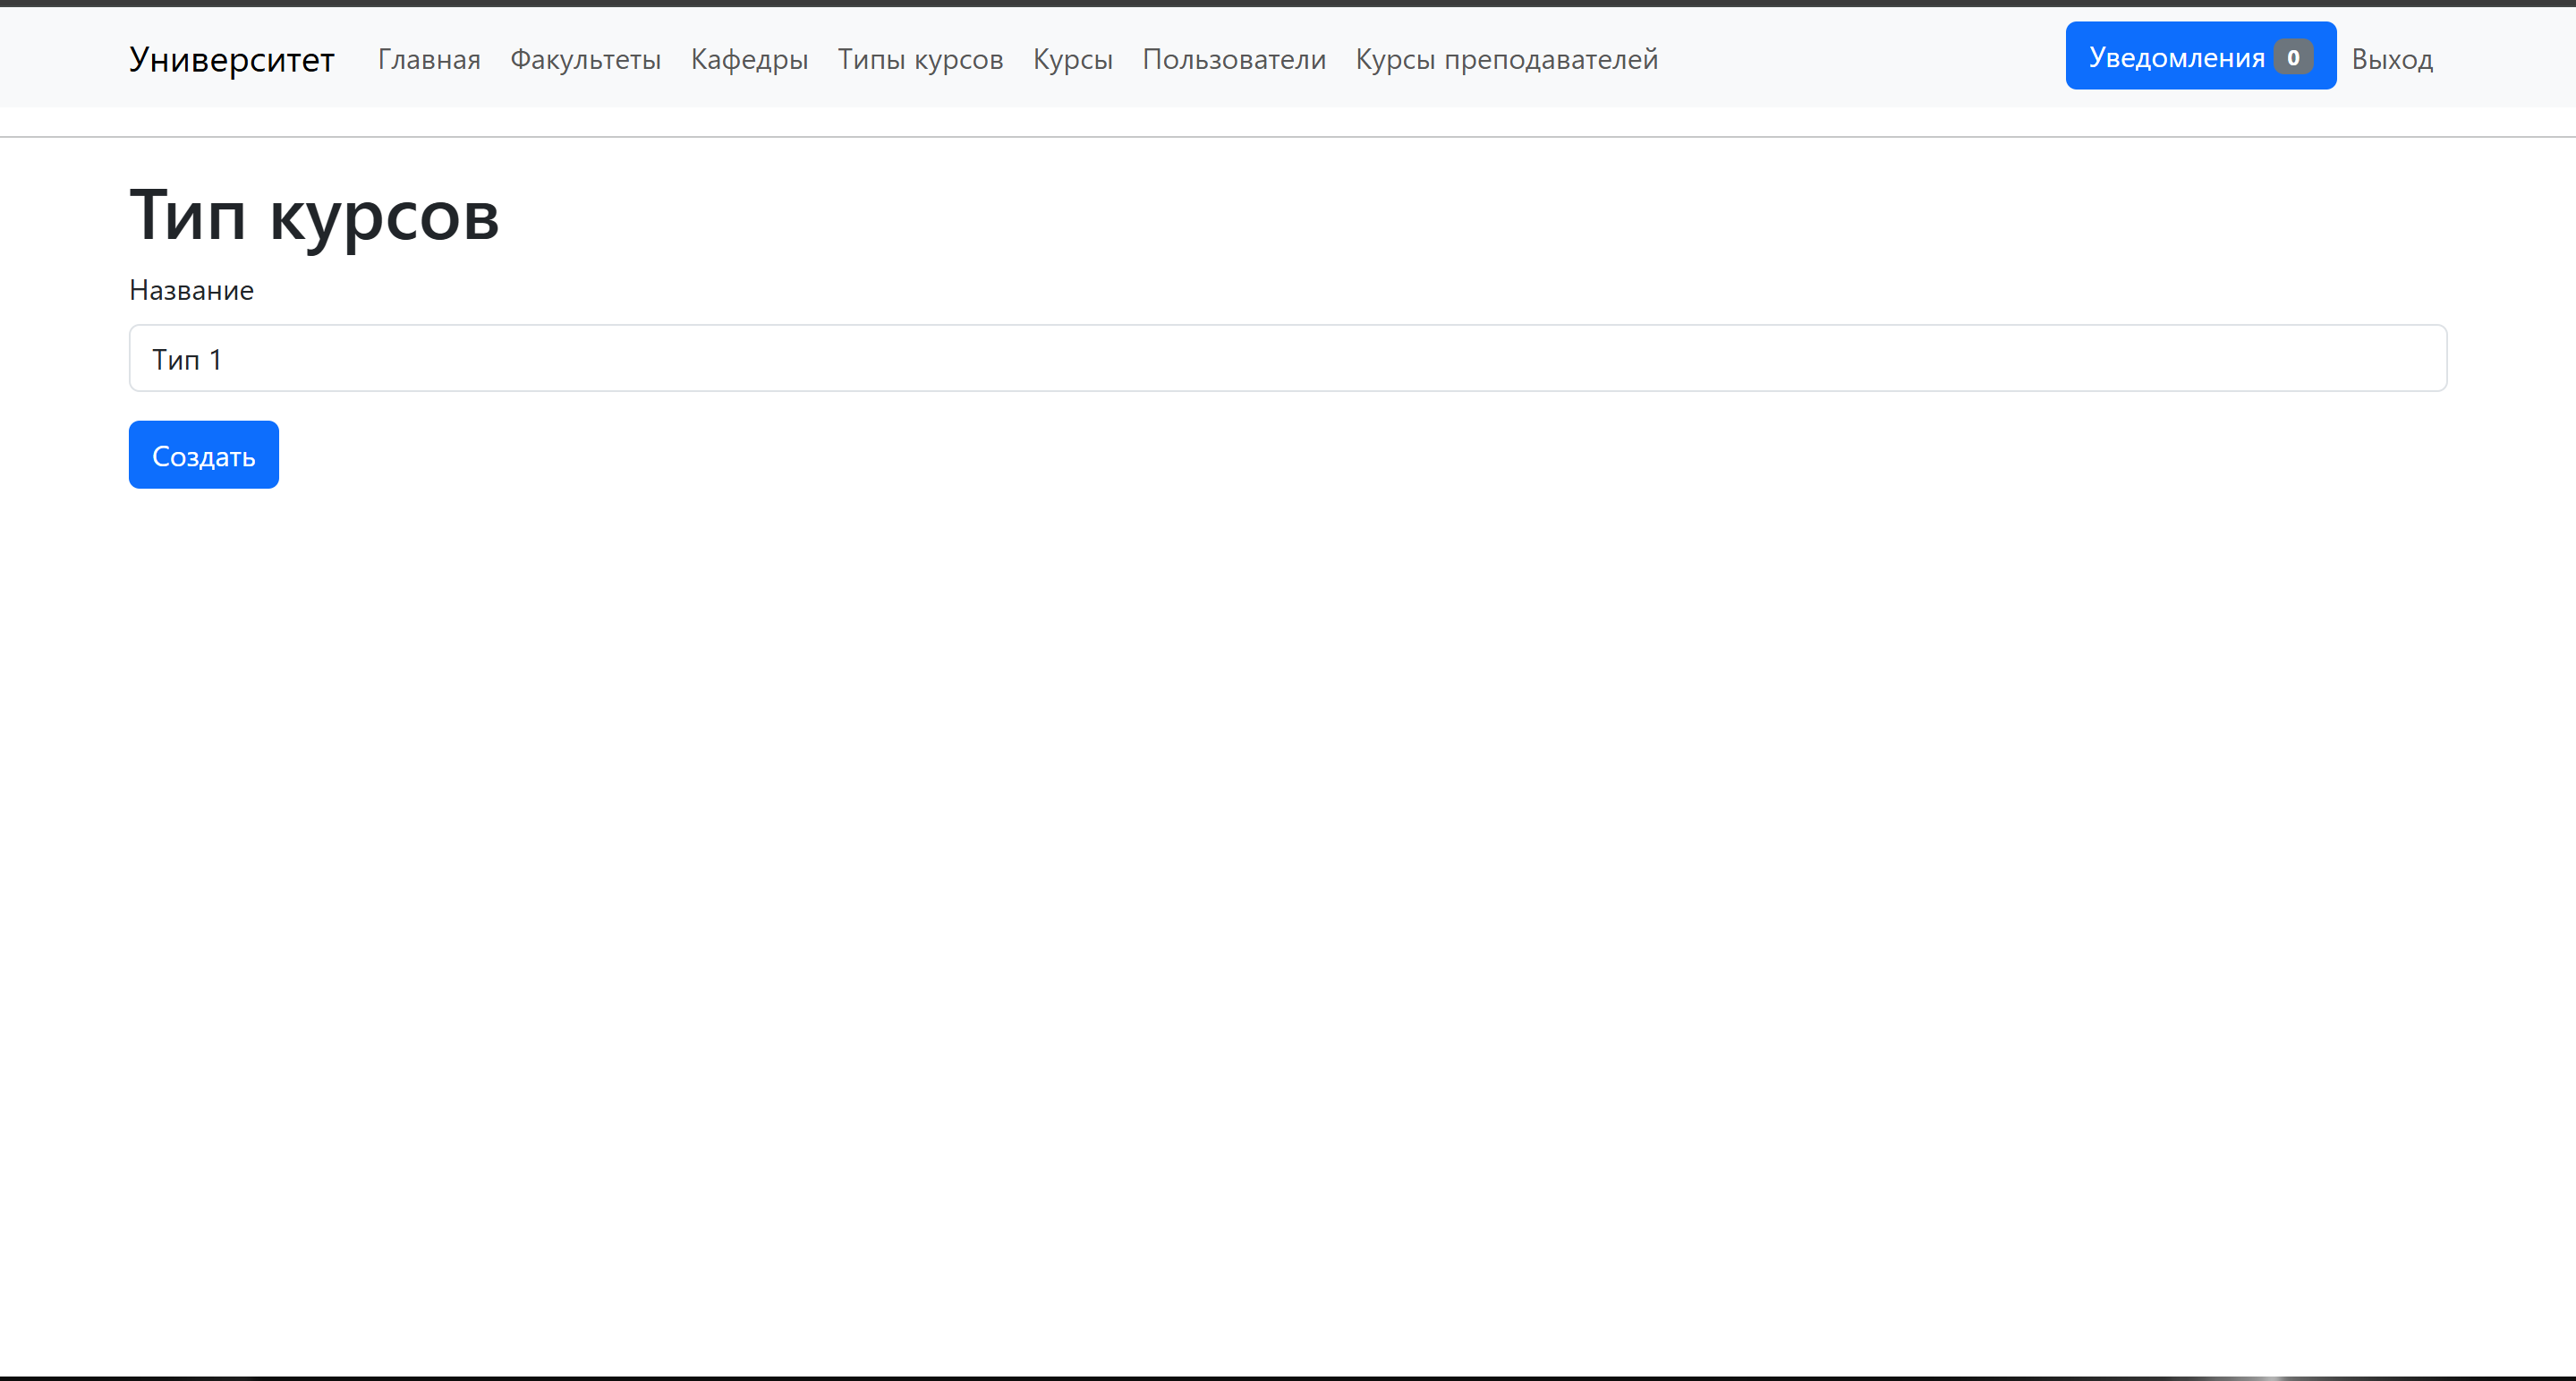 Университет Главная Факультеты Кафедры Типы курсов Курсы Пользователи Курсы преподавателей Уведомления 0 Выход
Тип курсов
Название
Тип 1
Создать